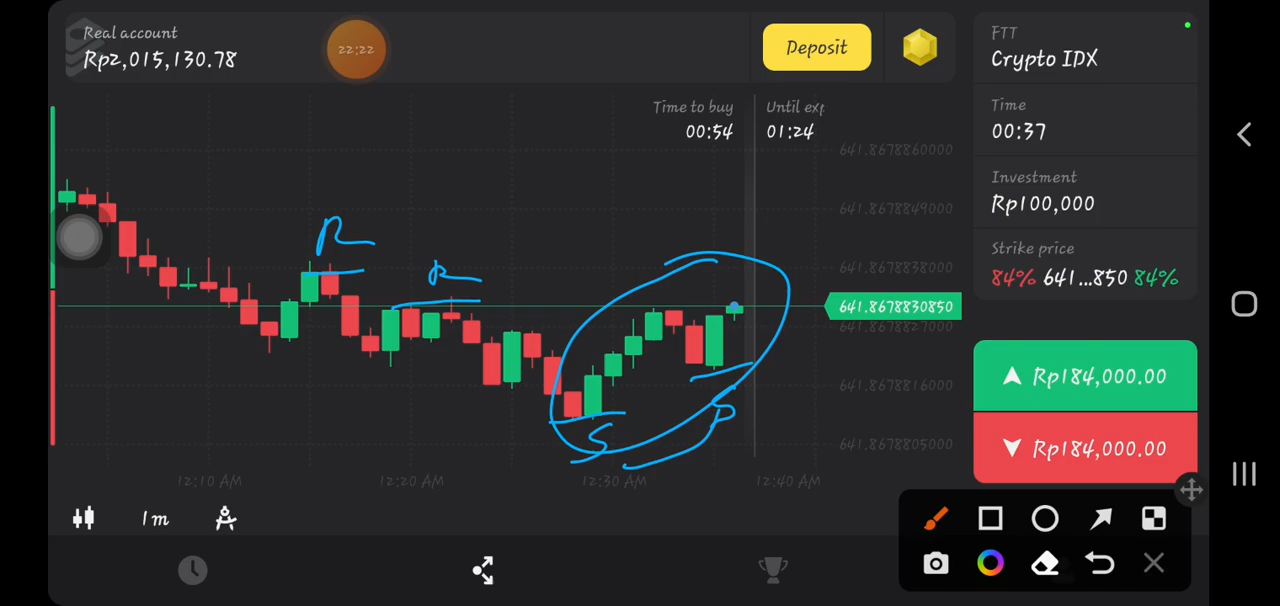 Real account
Rp2,015,130.78
22:22
Deposit
FTT
Crypto IDX
Time to buy
00:54
Until exp
01:24
Time
00:37
641.8678860000
Investment
Rp100,000
641.8678849000
R
R
Strike price
84% 641...850 84%
641.8678838000
641.8678830850
641.8678827000
Rp184,000.00
641.8678816000
S
Rp184,000.00
641.8678805000
12:10 AM
12:20 AM
12:30 AM
12:40 AM
1m